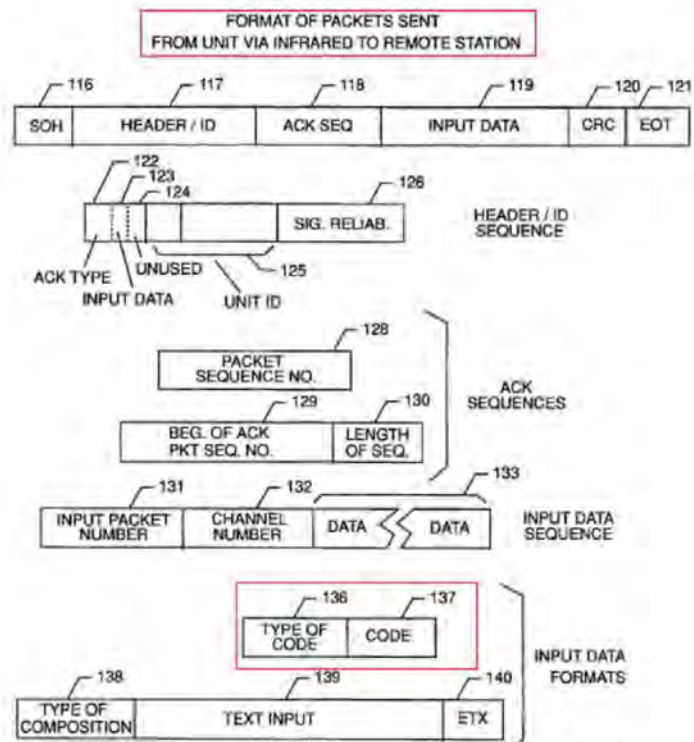 FORMAT OF PACKETS SENT
FROM UNIT VIA INFRARED TO REMOTE STATION
116 117 118 119 120 121
SOH HEADER / ID ACK SEQ INPUT DATA CRC EOT
122
123
124
126
SIG. RELIAB.
HEADER / ID
SEQUENCE
ACK TYPE
UNUSED
INPUT DATA
125
UNIT ID
128
PACKET
SEQUENCE NO.
129 130
BEG. OF ACK
PKT SEQ. NO.
LENGTH
OF SEQ.
ACK
SEQUENCES
131 132 133
INPUT PACKET
NUMBER
CHANNEL
NUMBER
DATA DATA
INPUT DATA
SEQUENCE
136 137
TYPE OF
CODE
CODE
INPUT DATA
FORMATS
138 139 140
TYPE OF
COMPOSITION
TEXT INPUT
ETX